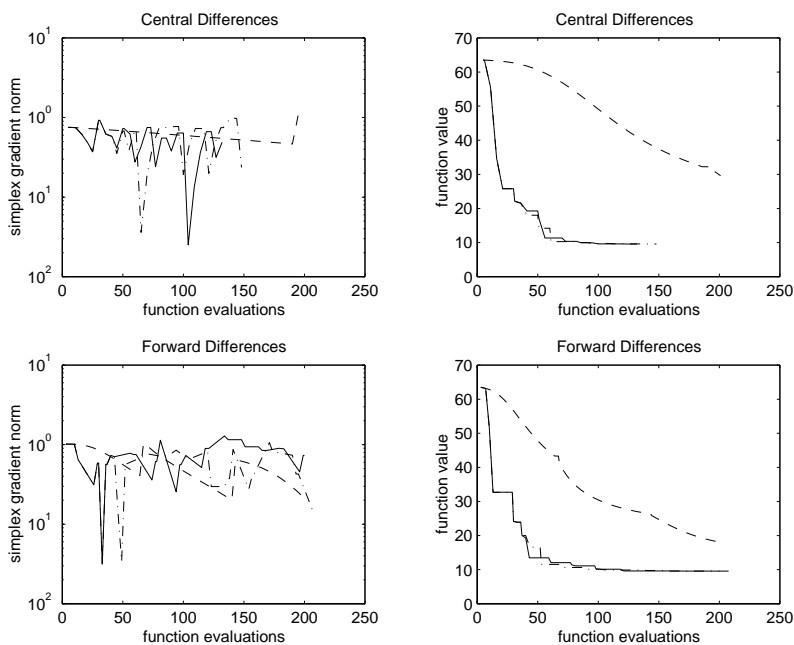 Central Differences
10^1
10^0
10^1
10^2
simplex gradient norm
0 50 100 150 200 250
function evaluations
Central Differences
70
60
50
40
30
20
10
0
function value
0 50 100 150 200 250
function evaluations
Forward Differences
10^1
10^0
10^1
10^2
simplex gradient norm
0 50 100 150 200 250
function evaluations
Forward Differences
70
60
50
40
30
20
10
0
function value
0 50 100 150 200 250
function evaluations